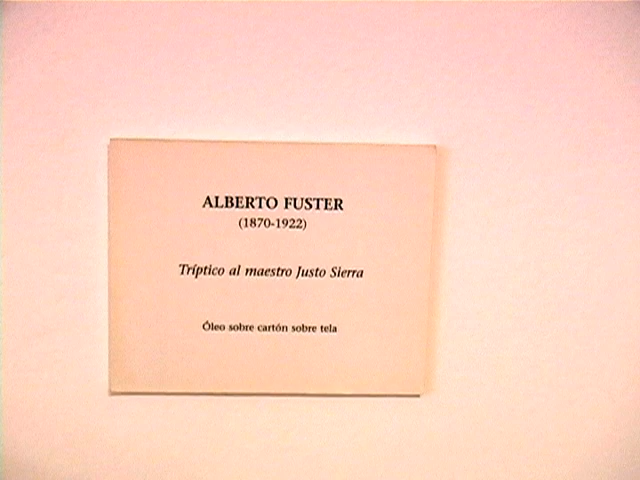 ALBERTO FUSTER
(1870-1922)
Tríptico al maestro Justo Sierra
Óleo sobre cartón sobre tela